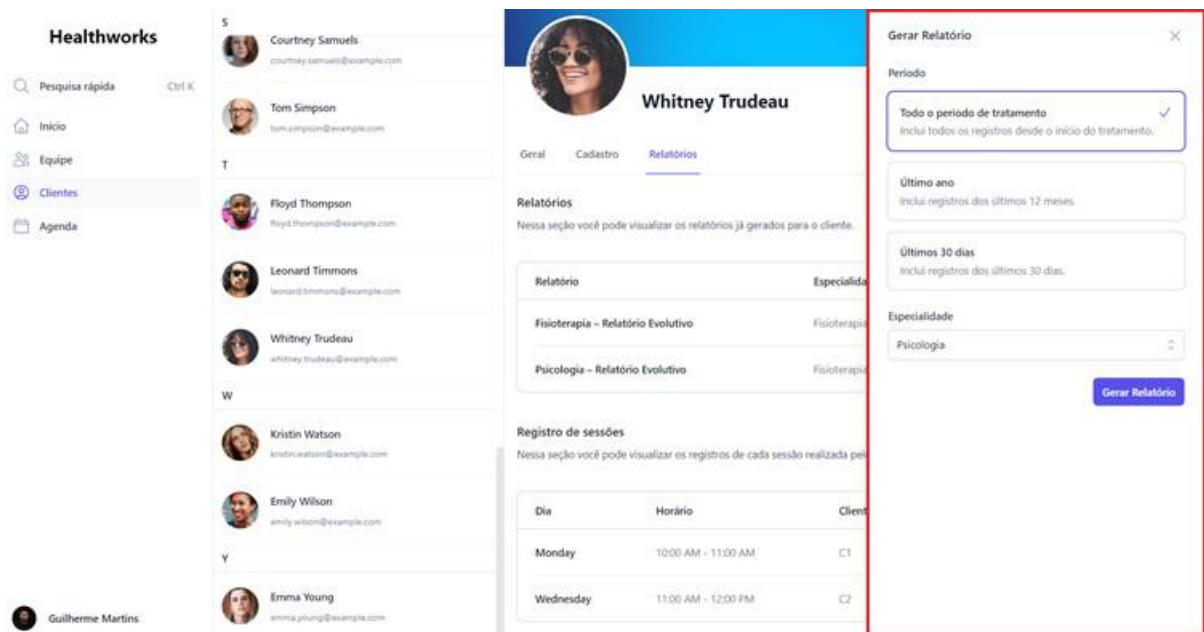 Healthworks
Pesquisa rápida Ctrl K
Início
Equipe
Clientes
Agenda
Guilherme Martins
S
Courtney Samuels
courtney.samuels@example.com
Tom Simpson
tom.simpson@example.com
T
Floyd Thompson
floyd.thompson@example.com
Leonard Timmons
leonard.timmons@example.com
Whitney Trudeau
whitney.trudeau@example.com
W
Kristin Watson
kristin.watson@example.com
Emily Wilson
emily.wilson@example.com
Y
Emma Young
emma.young@example.com
Whitney Trudeau
Geral Cadastro Relatórios
Relatórios
Nessa seção você pode visualizar os relatórios já gerados para o cliente.
Relatório Especialida
Fisioterapia – Relatório Evolutivo Fisioterapia
Psicologia – Relatório Evolutivo Fisioterapia
Registro de sessões
Nessa seção você pode visualizar os registros de cada sessão realizada pel
Dia Horário Client
Monday 10:00 AM - 11:00 AM C1
Wednesday 11:00 AM - 12:00 PM C2
Gerar Relatório
Período
Todo o período de tratamento
Inclui todos os registros desde o início do tratamento.
Último ano
Inclui registros dos últimos 12 meses.
Últimos 30 dias
Inclui registros dos últimos 30 dias.
Especialidade
Psicologia
Gerar Relatório